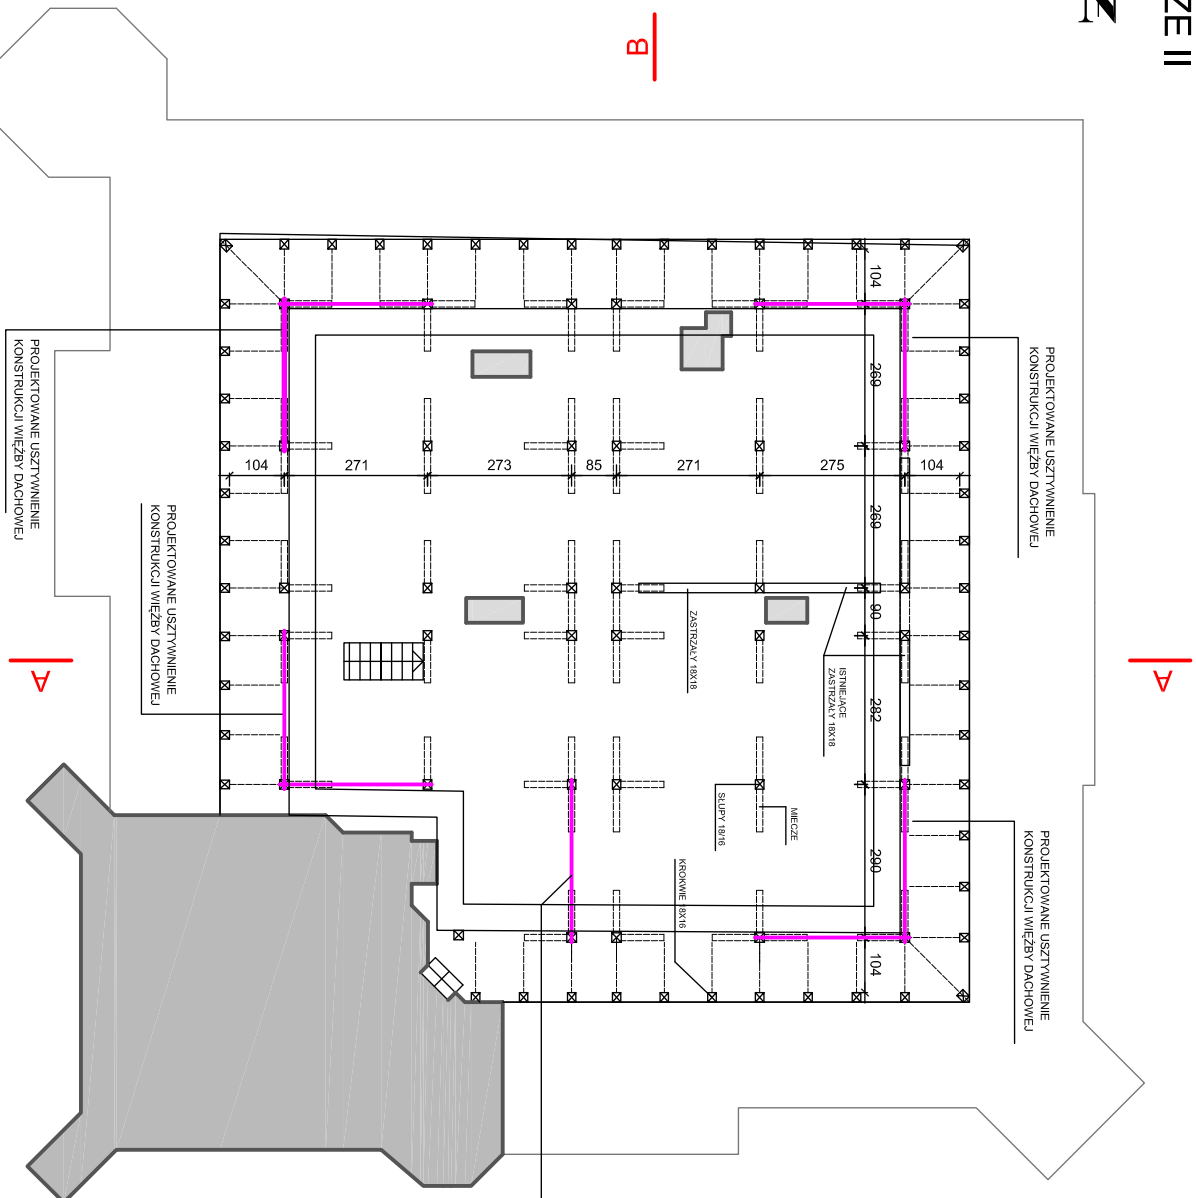 ZE II
N
B
A
A
PROJEKTOWANE USZTYWNIENIE
KONSTRUKCJI WIĘŹBY DACHOWEJ
PROJEKTOWANE USZTYWNIENIE
KONSTRUKCJI WIĘŹBY DACHOWEJ
PROJEKTOWANE USZTYWNIENIE
KONSTRUKCJI WIĘŹBY DACHOWEJ
PROJEKTOWANE USZTYWNIENIE
KONSTRUKCJI WIĘŹBY DACHOWEJ
104
269
269
90
282
290
104
104
271
273
85
271
275
104
ZASTRZAŁY 18X18
ISTNIEJĄCE
ZASTRZAŁY 18X18
MIECZE
SŁUPY 18/16
KROKWIE 18X16